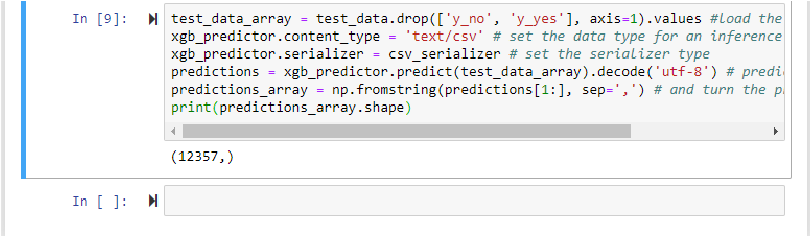 In [9]:
test_data_array = test_data.drop(['y_no', 'y_yes'], axis=1).values #load the
xgb_predictor.content_type = 'text/csv' # set the data type for an inference
xgb_predictor.serializer = csv_serializer # set the serializer type
predictions = xgb_predictor.predict(test_data_array).decode('utf-8') # predi
predictions_array = np.fromstring(predictions[1:], sep=',') # and turn the p
print(predictions_array.shape)
(12357,)
In [ ]: